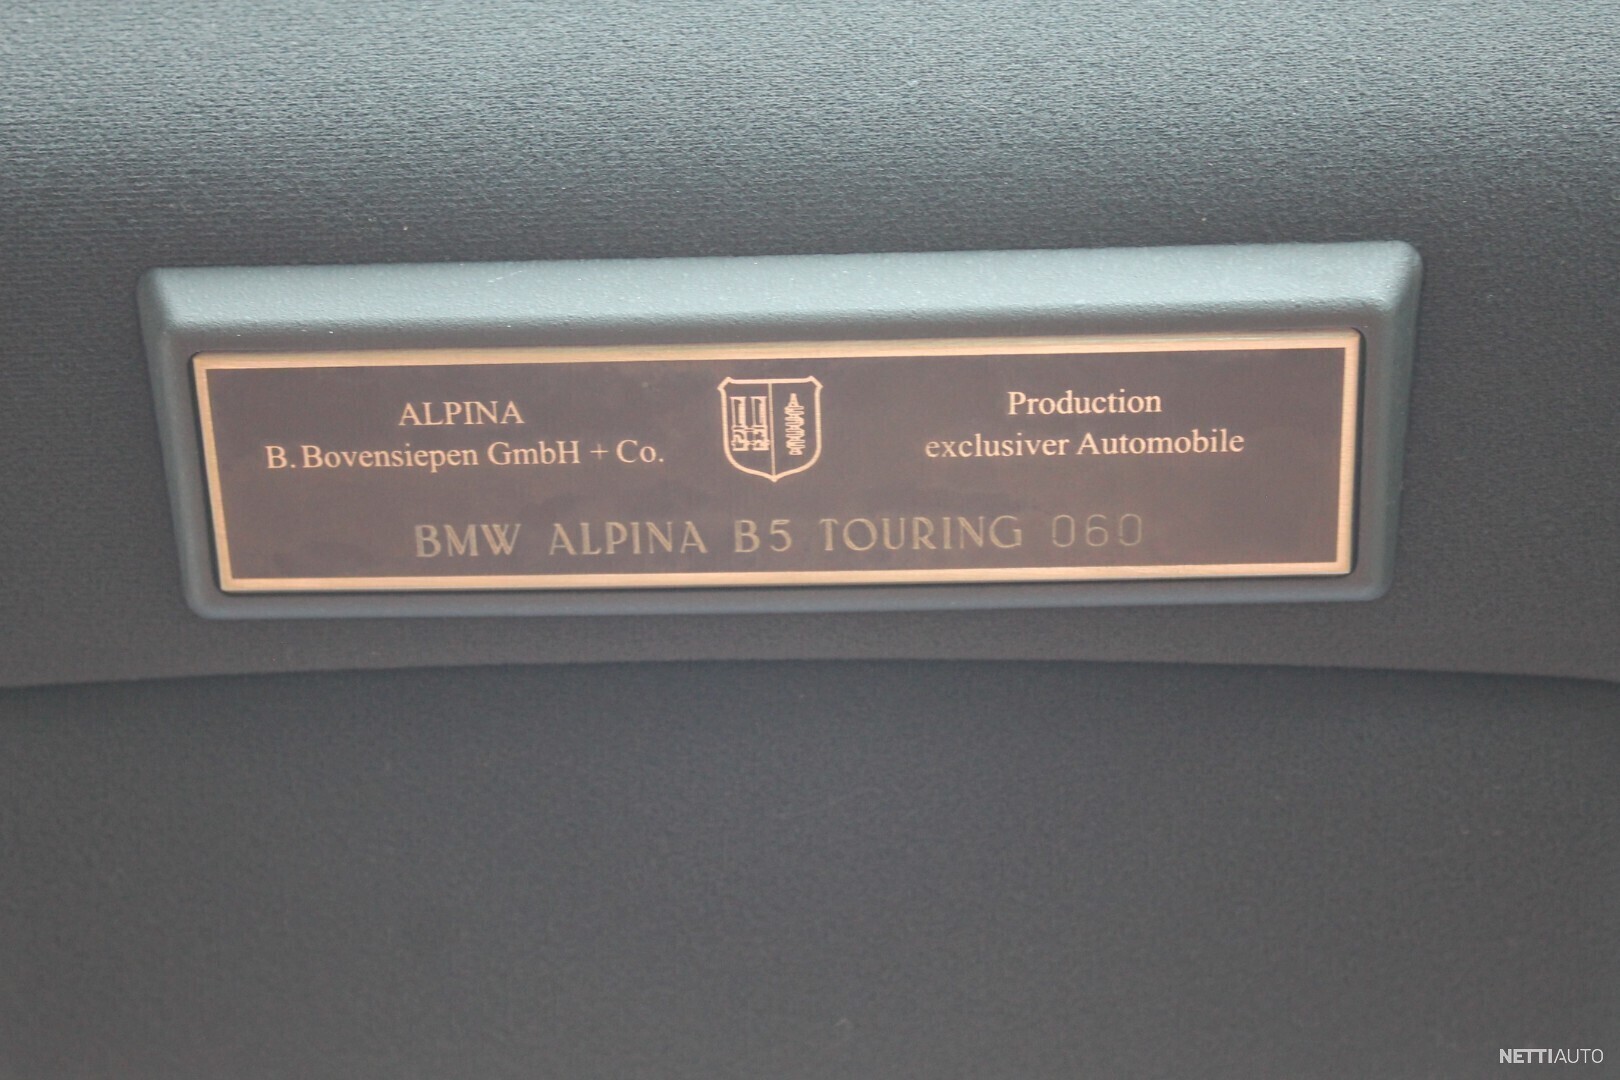 ALPINA
B. Bovensiepen GmbH + Co.
Production
exclusiver Automobile
BMW ALPINA B5 TOURING 060
NETTIAUTO